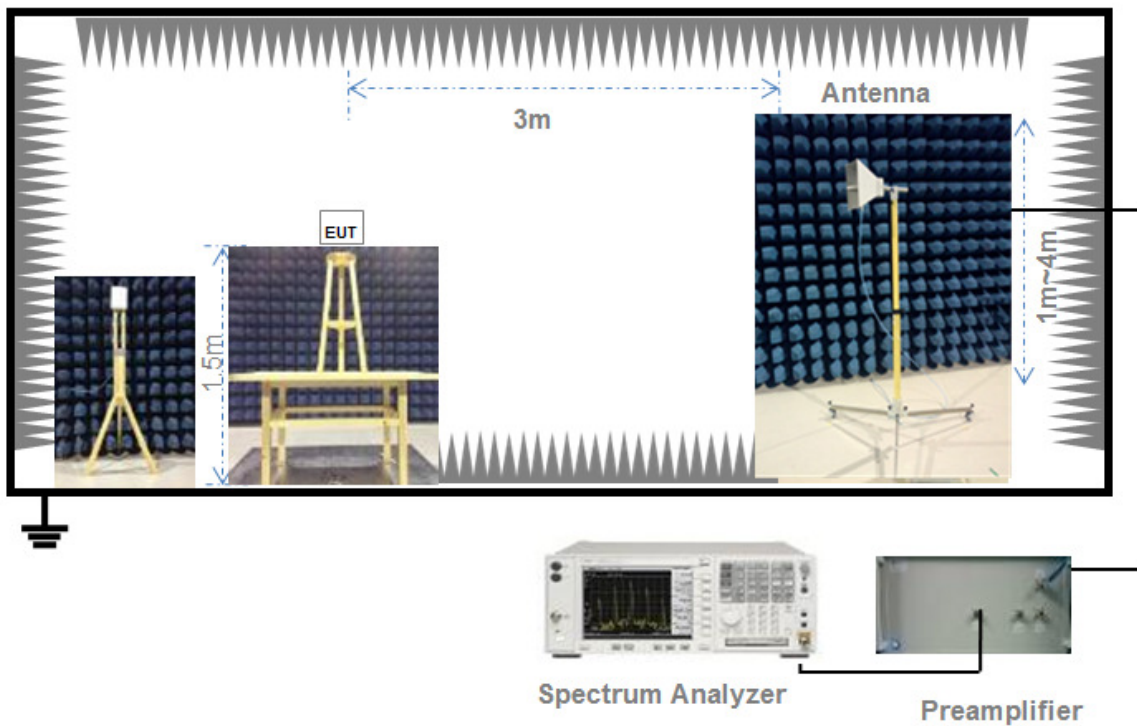 Antenna
3m
EUT
1.5m
1m~4m
Spectrum Analyzer
Preamplifier